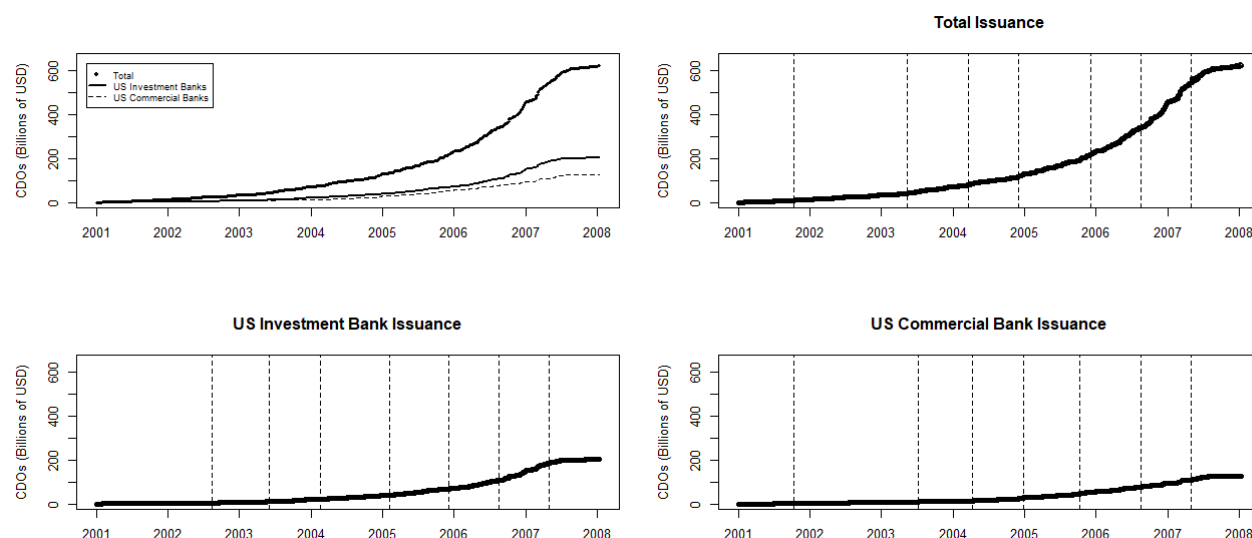 CDOs (Billions of USD)
0 200 400 600
Total
US Investment Banks
US Commercial Banks
2001 2002 2003 2004 2005 2006 2007 2008
Total Issuance
CDOs (Billions of USD)
0 200 400 600
2001 2002 2003 2004 2005 2006 2007 2008
US Investment Bank Issuance
CDOs (Billions of USD)
0 200 400 600
2001 2002 2003 2004 2005 2006 2007 2008
US Commercial Bank Issuance
CDOs (Billions of USD)
0 200 400 600
2001 2002 2003 2004 2005 2006 2007 2008